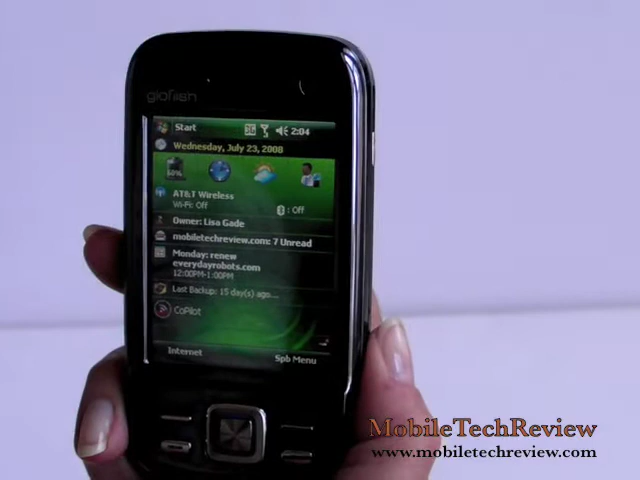 glofiish
Start 3G 2:04
Wednesday, July 23, 2008
60%
AT&T Wireless
Wi-Fi: Off : Off
Owner: Lisa Gade
mobiletechreview.com: 7 Unread
Monday: renew
everydayrobots.com
12:00PM-1:00PM
Last Backup: 15 day(s) ago...
CoPilot
Internet Spb Menu
MobileTechReview
www.mobiletechreview.com